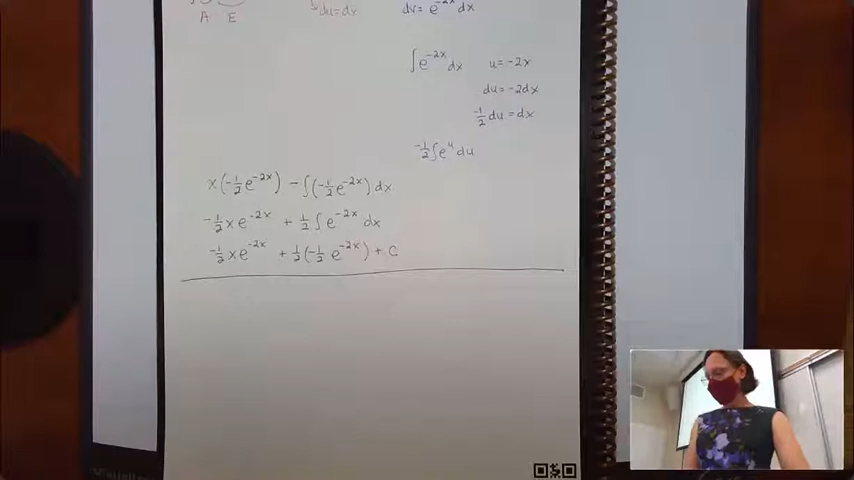 A E du=dx dv= e^{-2x} dx
∫e^{-2x} dx u=-2x
du=-2dx
-1/2 du = dx
-1/2 ∫e^u du
x(-1/2 e^{-2x}) - ∫(-1/2 e^{-2x}) dx
-1/2 x e^{-2x} + 1/2 ∫ e^{-2x} dx
-1/2 x e^{-2x} + 1/2(-1/2 e^{-2x}) + C